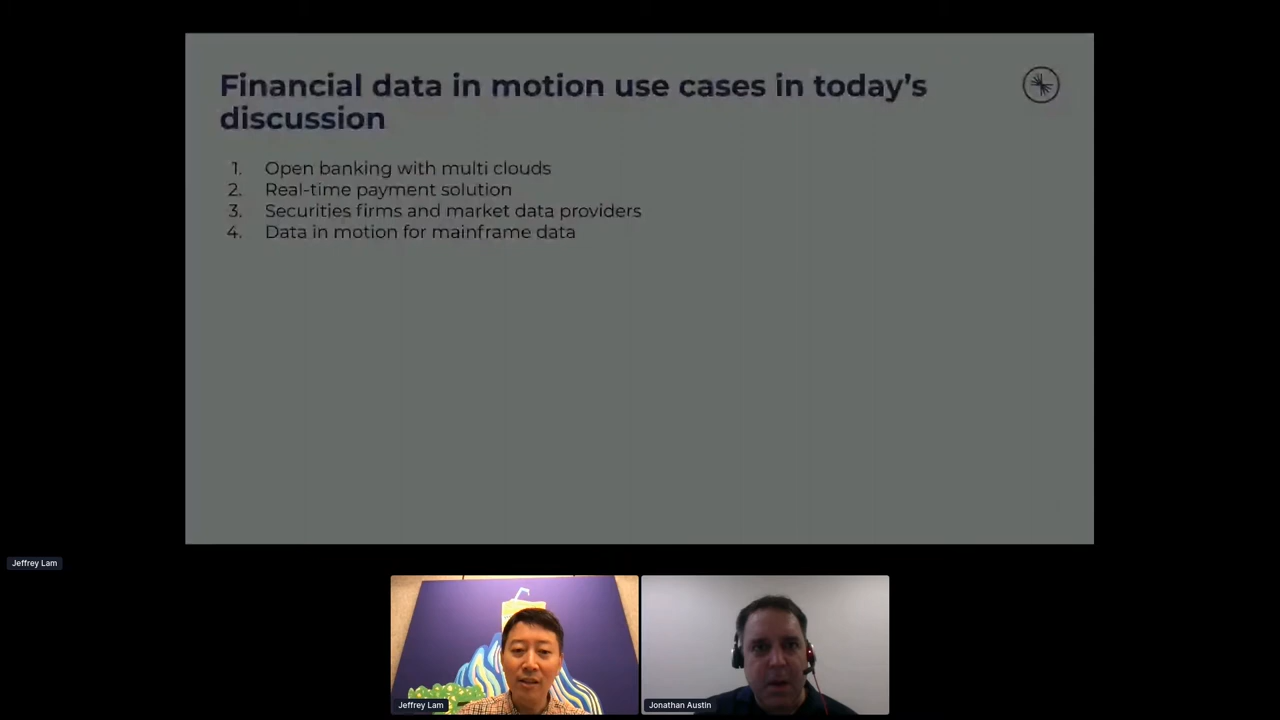 Financial data in motion use cases in today's
discussion
1. Open banking with multi clouds
2. Real-time payment solution
3. Securities firms and market data providers
4. Data in motion for mainframe data
Jeffrey Lam
Jeffrey Lam
Jonathan Austin